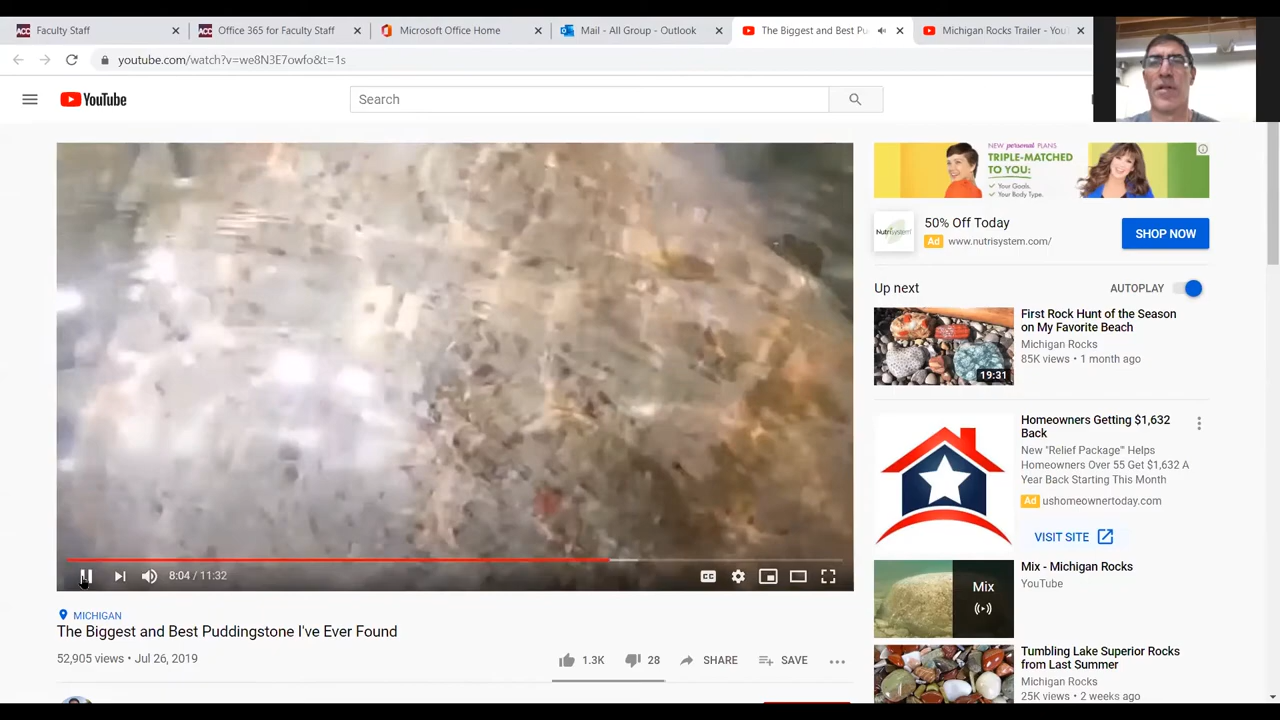 ACC Faculty Staff
ACC Office 365 for Faculty Staff
Microsoft Office Home
Mail - All Group - Outlook
The Biggest and Best Pu
Michigan Rocks Trailer - You
youtube.com/watch?v=we8N3E7owfo&t=1s
YouTube
Search
NEW personal PLANS
TRIPLE-MATCHED
TO YOU:
✓ Your Goals.
✓ Your Body Type.
Nutrisystem
50% Off Today
Ad www.nutrisystem.com/
SHOP NOW
Up next
AUTOPLAY
First Rock Hunt of the Season
on My Favorite Beach
Michigan Rocks
85K views • 1 month ago
19:31
Homeowners Getting $1,632
Back
New "Relief Package" Helps
Homeowners Over 55 Get $1,632 A
Year Back Starting This Month
Ad ushomeownertoday.com
VISIT SITE
Mix
Mix - Michigan Rocks
YouTube
Tumbling Lake Superior Rocks
from Last Summer
Michigan Rocks
25K views • 2 weeks ago
8:04 / 11:32
CC
MICHIGAN
The Biggest and Best Puddingstone I've Ever Found
52,905 views • Jul 26, 2019
1.3K
28
SHARE
SAVE